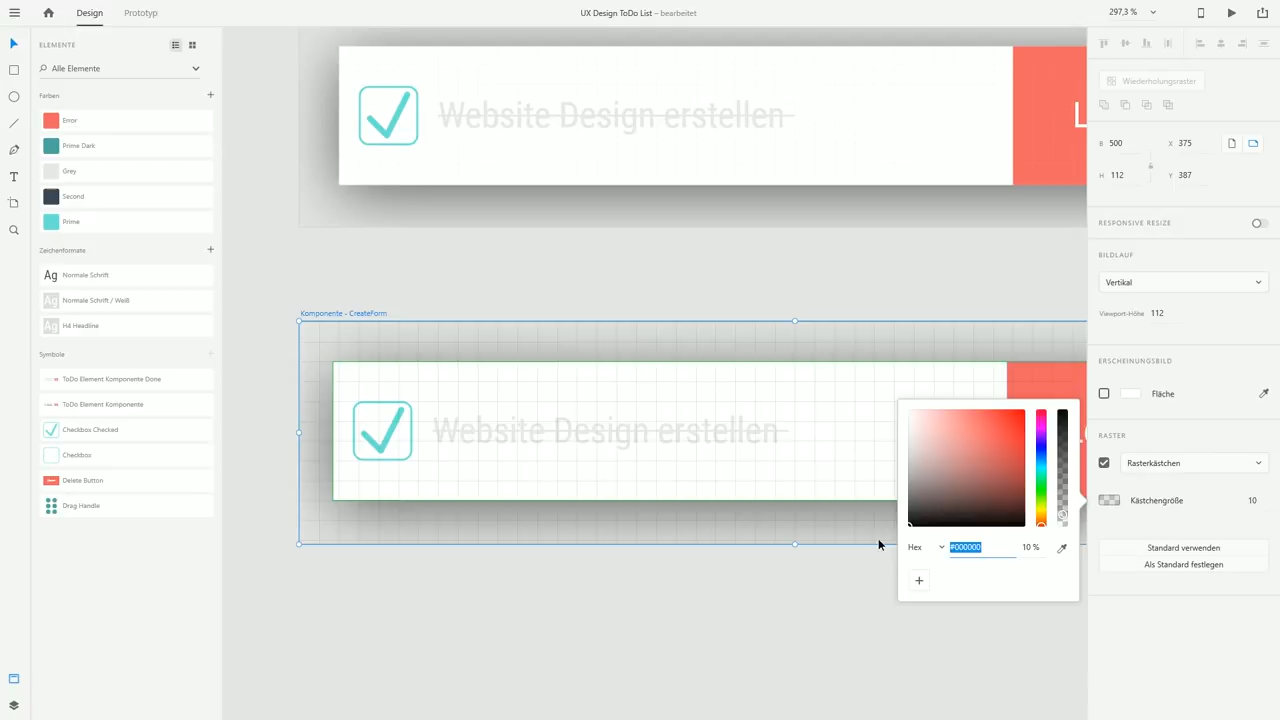 Design
Prototyp
UX Design ToDo List – bearbeitet
297,3 %
ELEMENTE
Alle Elemente
Farben
Error
Prime Dark
Grey
Second
Prime
Zeichenformate
Ag Normale Schrift
Ag Normale Schrift / Weiß
Ag H4 Headline
Symbole
ToDo Element Komponente Done
ToDo Element Komponente
Checkbox Checked
Checkbox
Delete Button
Drag Handle
Website Design erstellen
L
Komponente - CreateForm
Website Design erstellen
Hex
#000000
10 %
Wiederholungsraster
B 500
X 375
H 112
Y 387
RESPONSIVE RESIZE
BILDLAUF
Vertikal
Viewport-Höhe 112
ERSCHEINUNGSBILD
Fläche
RASTER
Rasterkästchen
Kästchengröße 10
Standard verwenden
Als Standard festlegen